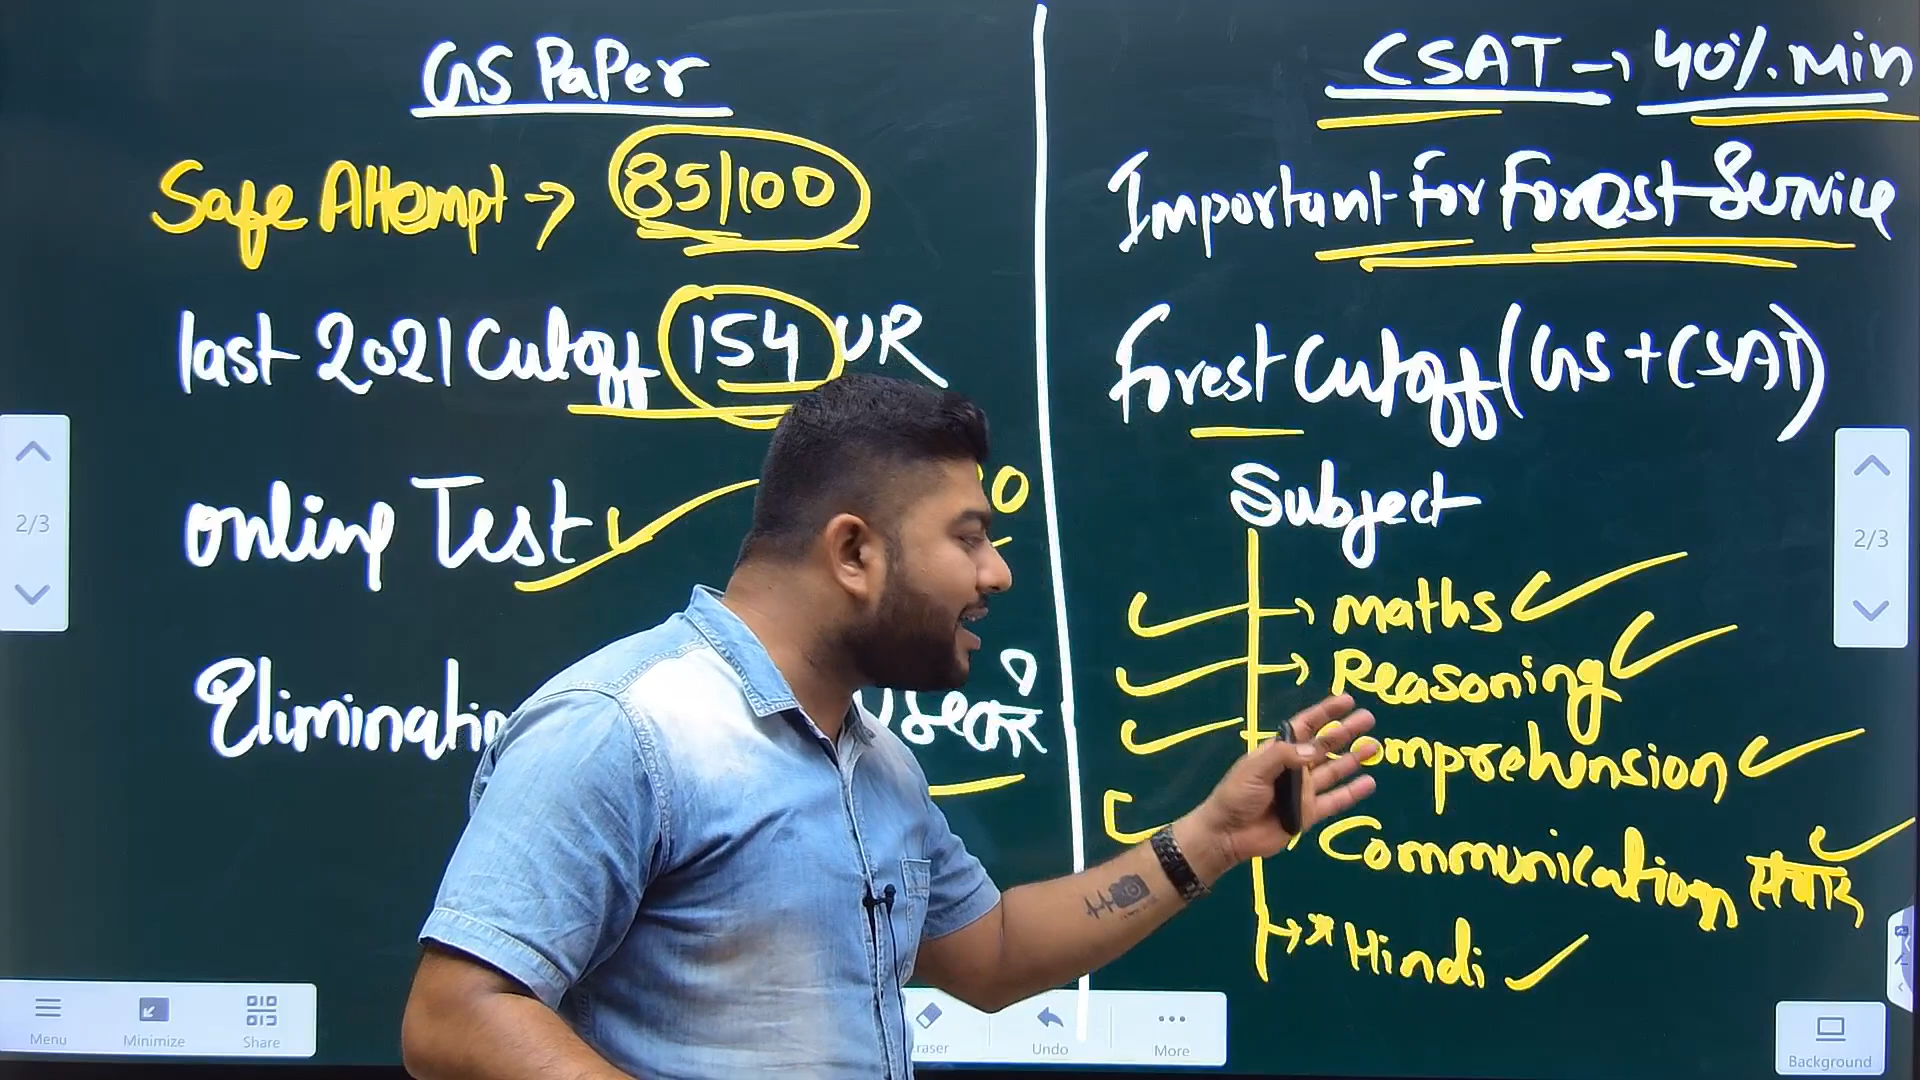 GS Paper
Safe Attempt → 85/100
last 2021 Cutoff 154 UR
online Test
CSAT → 40% Min
Important For Forest Service
Forest Cutoff (GS + CSAT)
Subject
→ maths
→ Reasoning
Comprehension
Communication संचार
→ * Hindi
2/3
2/3
Menu
Minimize
Share
Undo
More
Background